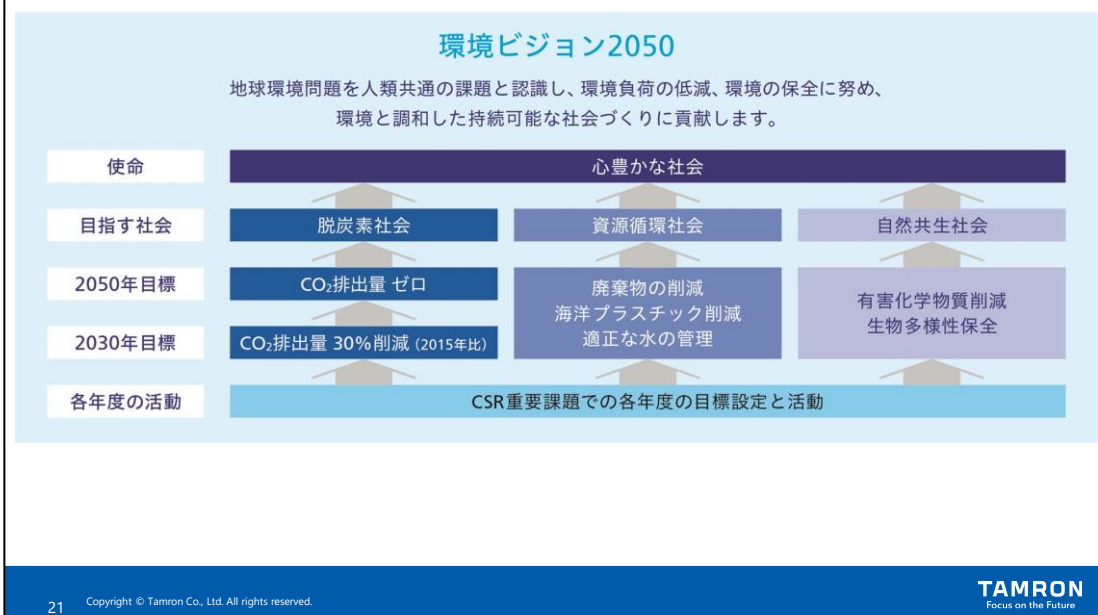 環境ビジョン2050
地球環境問題を人類共通の課題と認識し、環境負荷の低減、環境の保全に努め、
環境と調和した持続可能な社会づくりに貢献します。
使命
心豊かな社会
目指す社会
脱炭素社会
資源循環社会
自然共生社会
2050年目標
CO₂排出量 ゼロ
2030年目標
CO₂排出量 30%削減（2015年比）
廃棄物の削減
海洋プラスチック削減
適正な水の管理
有害化学物質削減
生物多様性保全
各年度の活動
CSR重要課題での各年度の目標設定と活動
21
Copyright © Tamron Co., Ltd. All rights reserved.
TAMRON
Focus on the Future